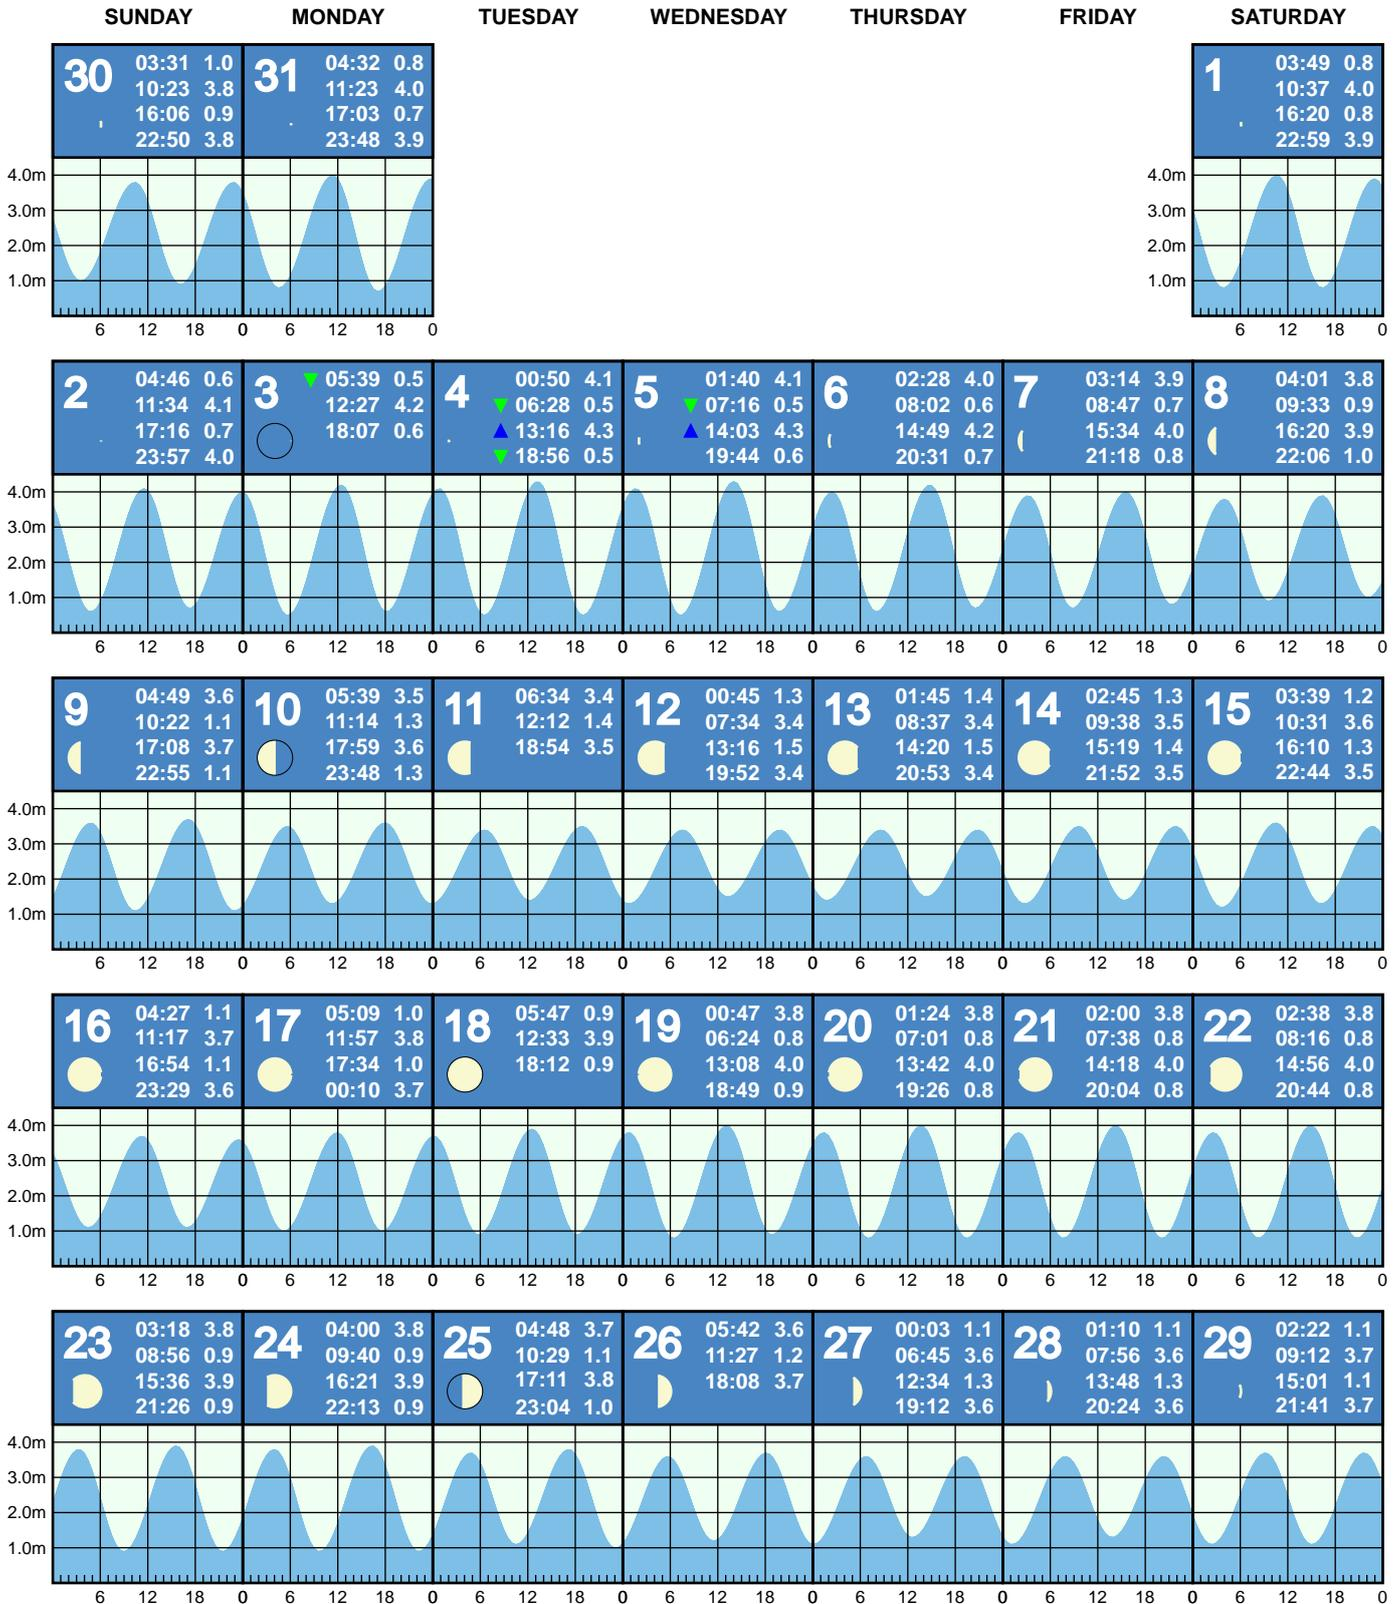 SUNDAY MONDAY TUESDAY WEDNESDAY THURSDAY FRIDAY SATURDAY
30 03:31 1.0 31 04:32 0.8 1 03:49 0.8
10:23 3.8 11:23 4.0 10:37 4.0
16:06 0.9 17:03 0.7 16:20 0.8
22:50 3.8 23:48 3.9 22:59 3.9
4.0m 4.0m
3.0m 3.0m
2.0m 2.0m
1.0m 1.0m
6 12 18 0 6 12 18 0 6 12 18 0
2 04:46 0.6 3 05:39 0.5 4 00:50 4.1 5 01:40 4.1 6 02:28 4.0 7 03:14 3.9 8 04:01 3.8
11:34 4.1 12:27 4.2 06:28 0.5 07:16 0.5 08:02 0.6 08:47 0.7 09:33 0.9
17:16 0.7 18:07 0.6 13:16 4.3 14:03 4.3 14:49 4.2 15:34 4.0 16:20 3.9
23:57 4.0 18:56 0.5 19:44 0.6 20:31 0.7 21:18 0.8 22:06 1.0
4.0m
3.0m
2.0m
1.0m
6 12 18 0 6 12 18 0 6 12 18 0 6 12 18 0 6 12 18 0 6 12 18 0 6 12 18 0
9 04:49 3.6 10 05:39 3.5 11 06:34 3.4 12 00:45 1.3 13 01:45 1.4 14 02:45 1.3 15 03:39 1.2
10:22 1.1 11:14 1.3 12:12 1.4 07:34 3.4 08:37 3.4 09:38 3.5 10:31 3.6
17:08 3.7 17:59 3.6 18:54 3.5 13:16 1.5 14:20 1.5 15:19 1.4 16:10 1.3
22:55 1.1 23:48 1.3 19:52 3.4 20:53 3.4 21:52 3.5 22:44 3.5
4.0m
3.0m
2.0m
1.0m
6 12 18 0 6 12 18 0 6 12 18 0 6 12 18 0 6 12 18 0 6 12 18 0 6 12 18 0
16 04:27 1.1 17 05:09 1.0 18 05:47 0.9 19 00:47 3.8 20 01:24 3.8 21 02:00 3.8 22 02:38 3.8
11:17 3.7 11:57 3.8 12:33 3.9 06:24 0.8 07:01 0.8 07:38 0.8 08:16 0.8
16:54 1.1 17:34 1.0 18:12 0.9 13:08 4.0 13:42 4.0 14:18 4.0 14:56 4.0
23:29 3.6 00:10 3.7 18:49 0.9 19:26 0.8 20:04 0.8 20:44 0.8
4.0m
3.0m
2.0m
1.0m
6 12 18 0 6 12 18 0 6 12 18 0 6 12 18 0 6 12 18 0 6 12 18 0 6 12 18 0
23 03:18 3.8 24 04:00 3.8 25 04:48 3.7 26 05:42 3.6 27 00:03 1.1 28 01:10 1.1 29 02:22 1.1
08:56 0.9 09:40 0.9 10:29 1.1 11:27 1.2 06:45 3.6 07:56 3.6 09:12 3.7
15:36 3.9 16:21 3.9 17:11 3.8 18:08 3.7 12:34 1.3 13:48 1.3 15:01 1.1
21:26 0.9 22:13 0.9 23:04 1.0 19:12 3.6 20:24 3.6 21:41 3.7
4.0m
3.0m
2.0m
1.0m
6 12 18 0 6 12 18 0 6 12 18 0 6 12 18 0 6 12 18 0 6 12 18 0 6 12 18 0